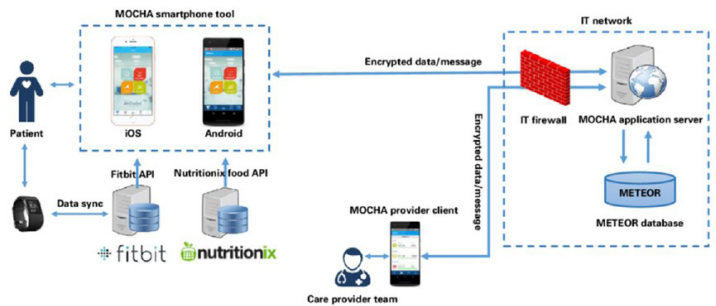 MOCHA smartphone tool
IT network
Encrypted data/message
Patient
iOS
Android
IT firewall
MOCHA application server
Fitbit API
Nutritionix food API
Encrypted data/message
Data sync
METEOR
METEOR database
fitbit
nutritionix
MOCHA provider client
Care provider team